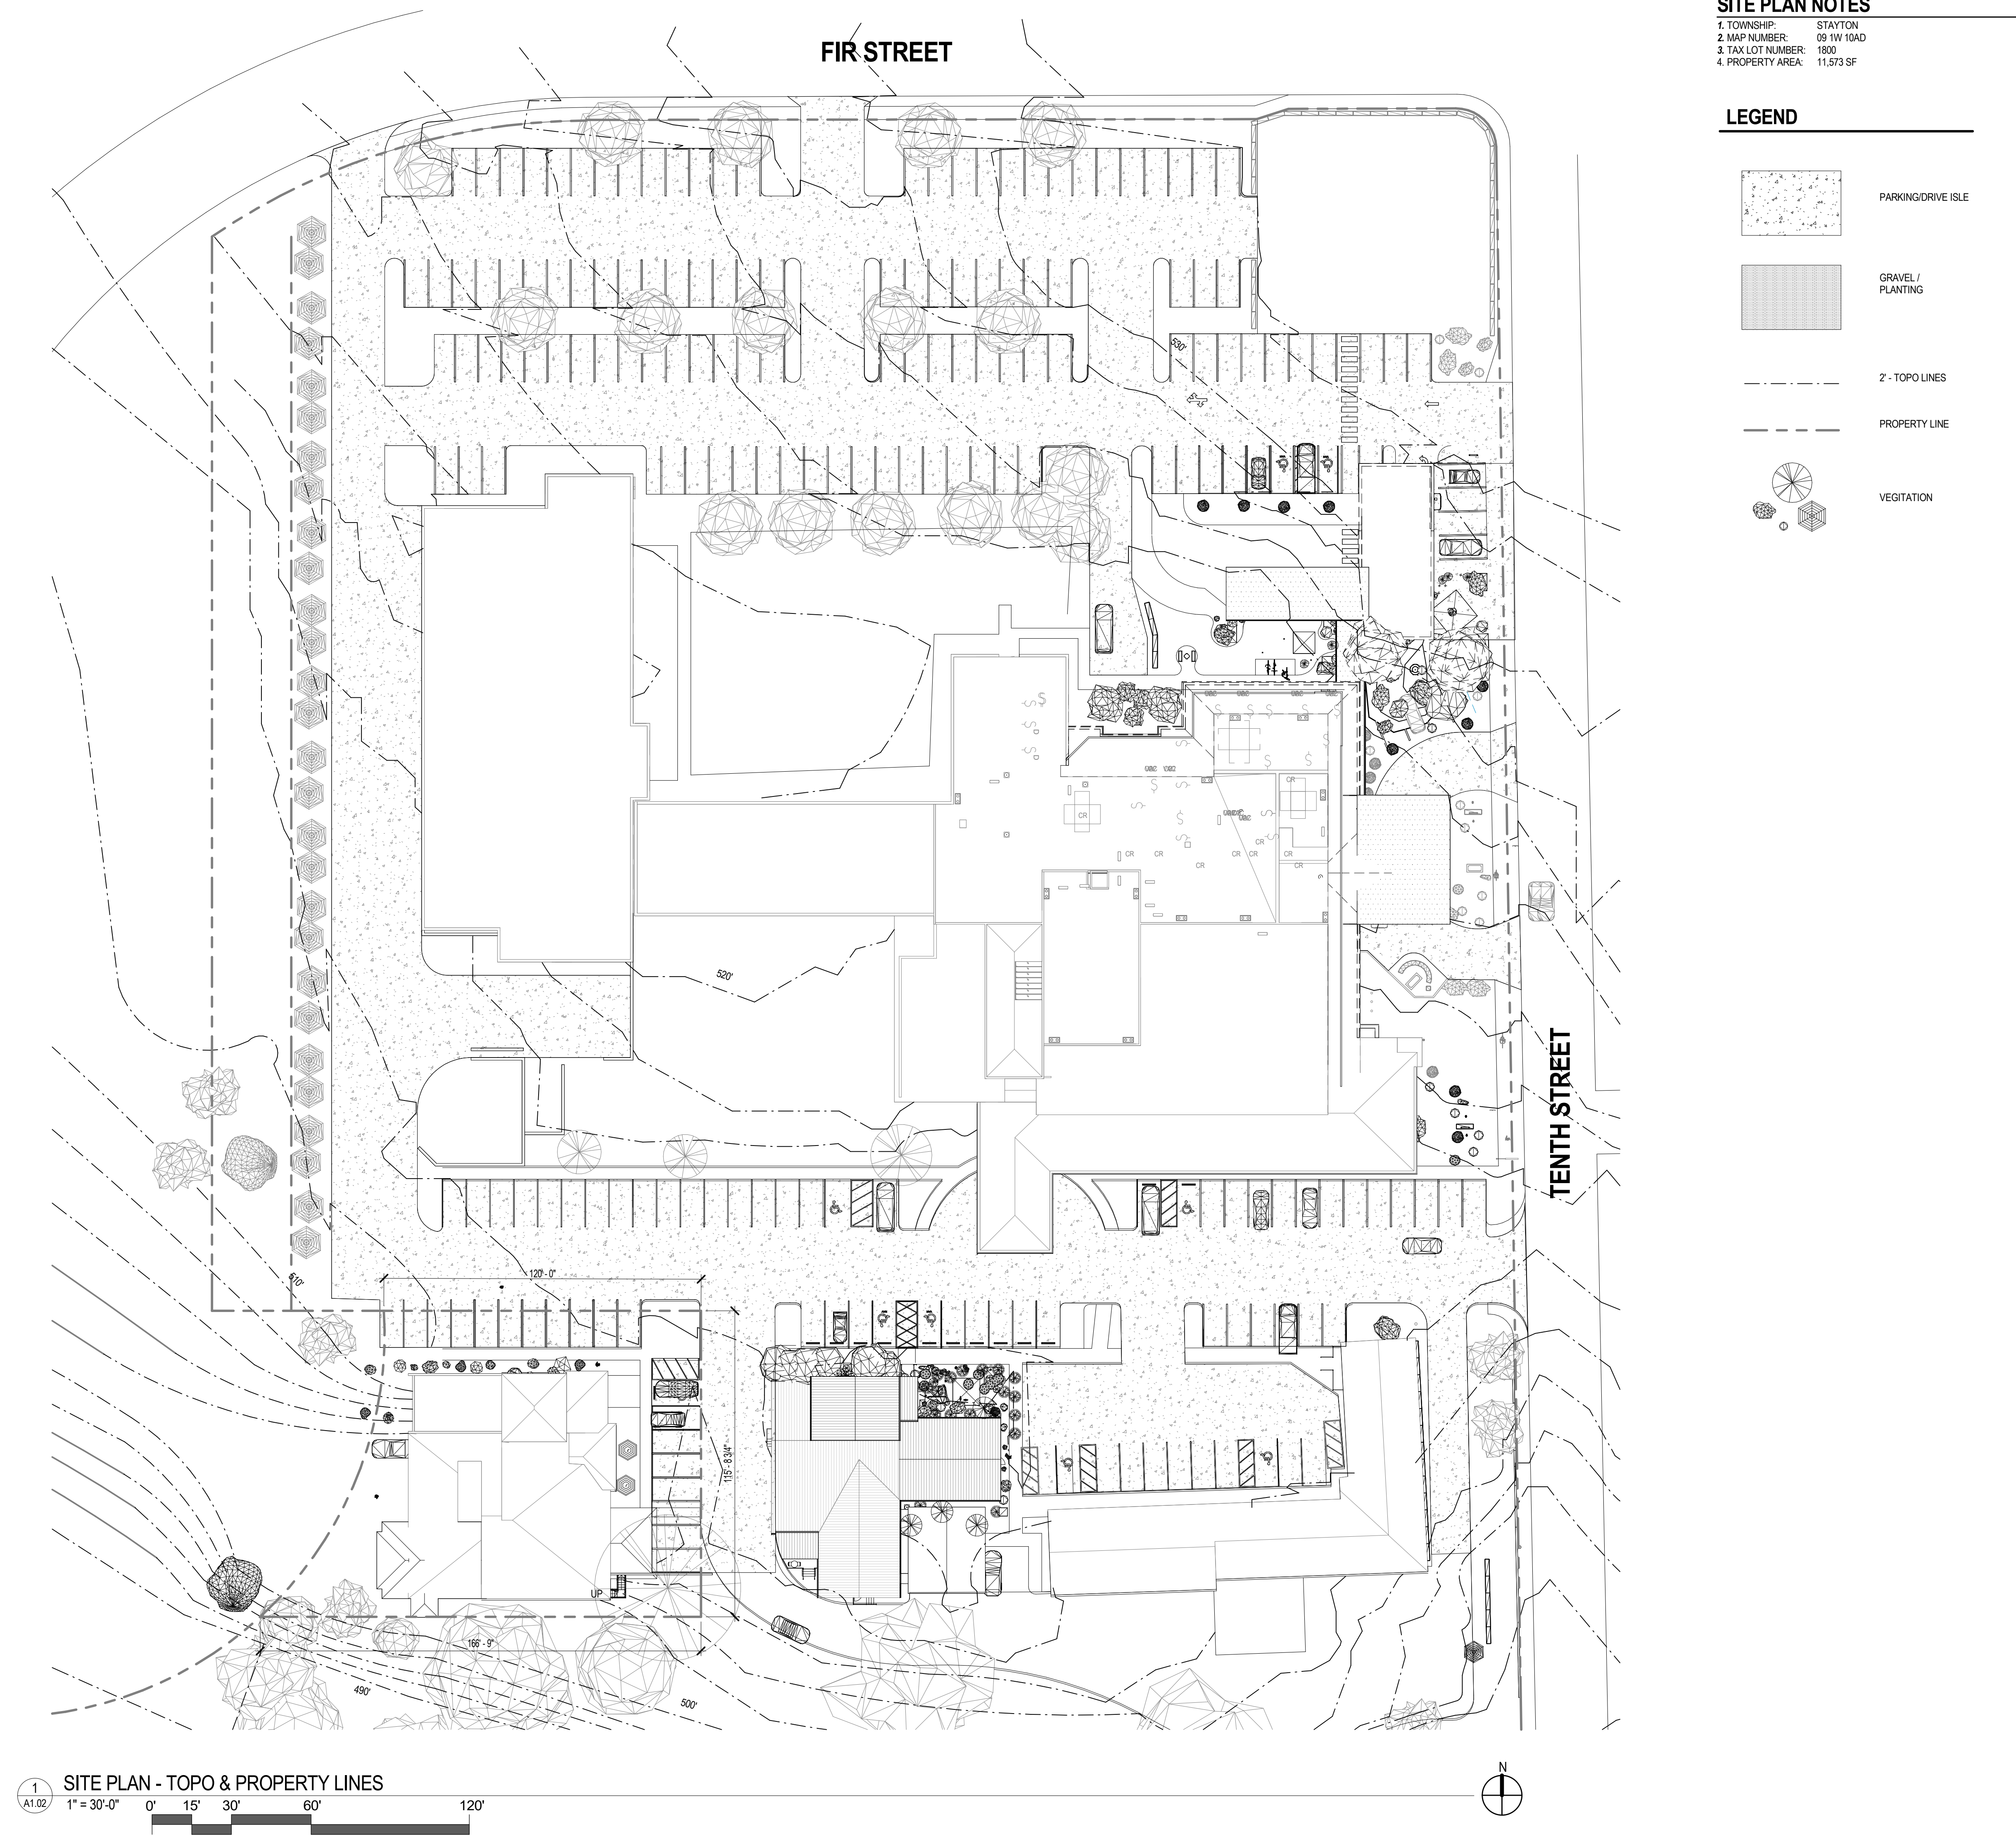 SITE PLAN NOTES
1. TOWNSHIP: STAYTON
2. MAP NUMBER: 09 1W 10AD
3. TAX LOT NUMBER: 1800
4. PROPERTY AREA: 11,573 SF
LEGEND
PARKING/DRIVE ISLE
GRAVEL /
PLANTING
2' - TOPO LINES
PROPERTY LINE
VEGITATION
FIR STREET
530'
CR
CR
CR
CR
CR
CR
CR
CR
CR
CR
520'
TENTH STREET
510'
120' - 0"
115' - 8 3/4"
UP
166' - 9"
490'
500'
1
A1.02
SITE PLAN - TOPO & PROPERTY LINES
1" = 30'-0"
0' 15' 30' 60' 120'
N